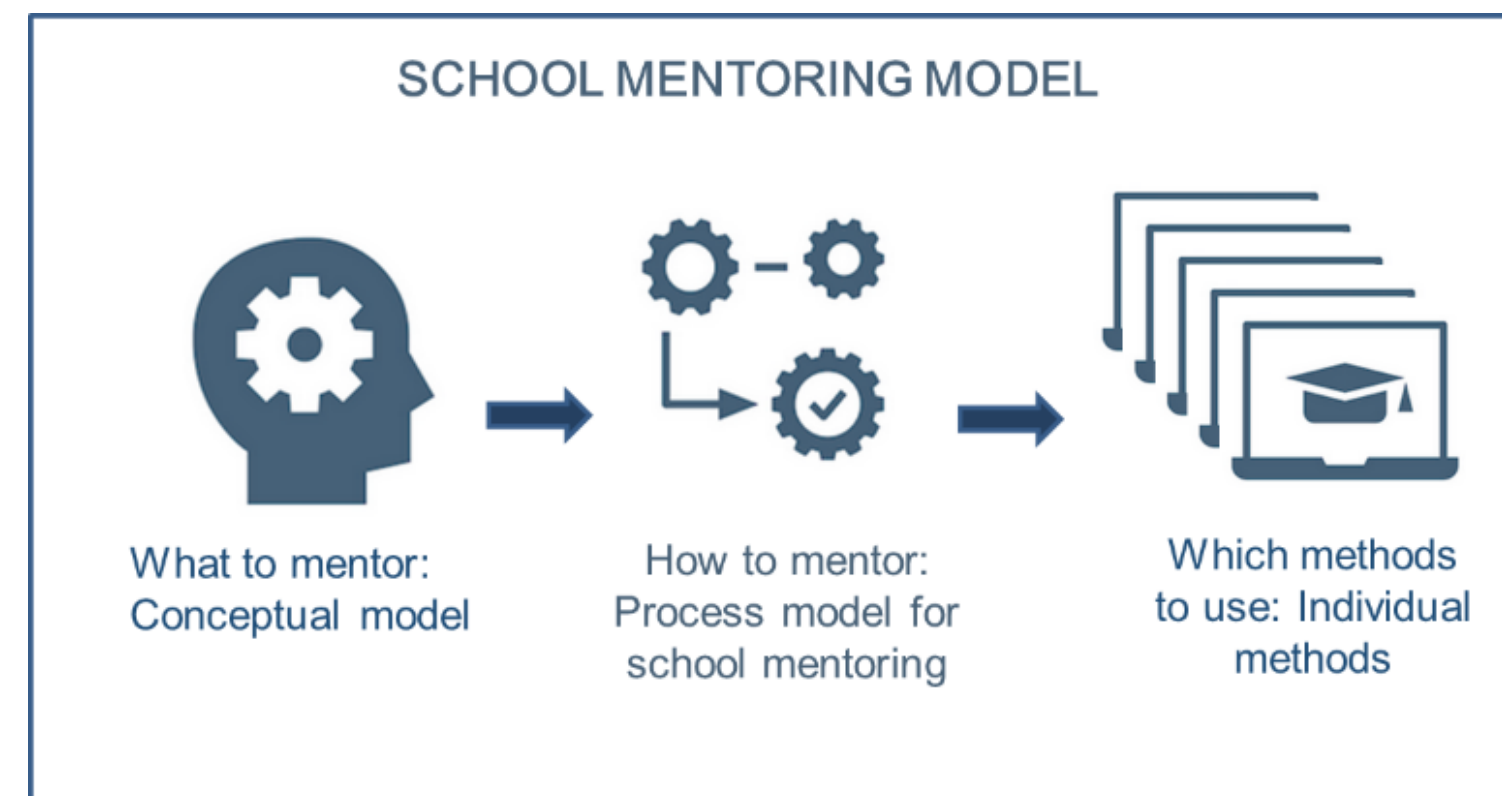 SCHOOL MENTORING MODEL
What to mentor:
Conceptual model
How to mentor:
Process model for
school mentoring
Which methods
to use: Individual
methods